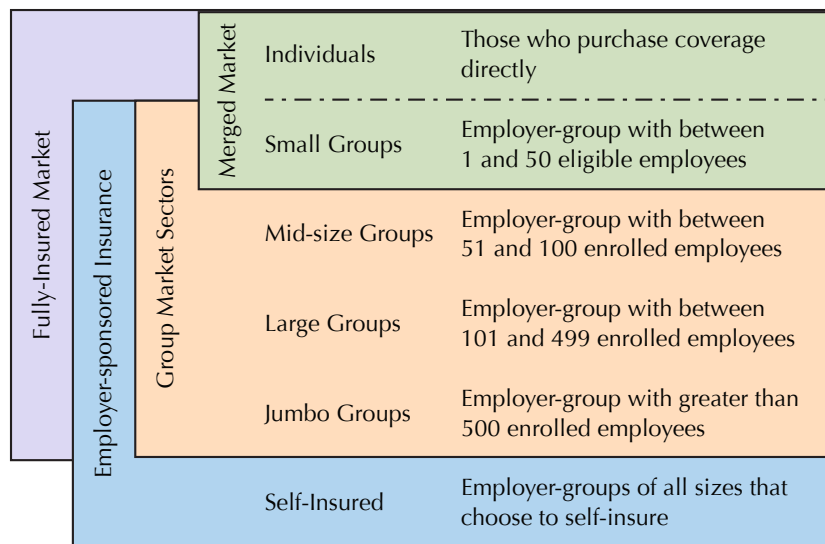 Fully-Insured Market
Employer-sponsored Insurance
Group Market Sectors
Merged Market
Individuals
Those who purchase coverage
directly
Small Groups
Employer-group with between
1 and 50 eligible employees
Mid-size Groups
Employer-group with between
51 and 100 enrolled employees
Large Groups
Employer-group with between
101 and 499 enrolled employees
Jumbo Groups
Employer-group with greater than
500 enrolled employees
Self-Insured
Employer-groups of all sizes that
choose to self-insure